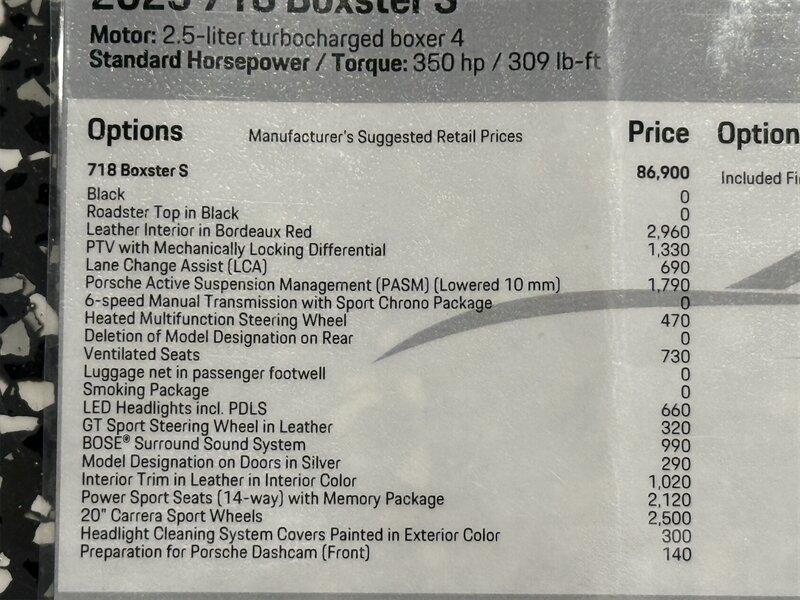 2025 718 Boxster S
Motor: 2.5-liter turbocharged boxer 4
Standard Horsepower / Torque: 350 hp / 309 lb-ft
Options Manufacturer's Suggested Retail Prices Price Option
718 Boxster S 86,900 Included Fi
Black 0
Roadster Top in Black 0
Leather Interior in Bordeaux Red 2,960
PTV with Mechanically Locking Differential 1,330
Lane Change Assist (LCA) 690
Porsche Active Suspension Management (PASM) (Lowered 10 mm) 1,790
6-speed Manual Transmission with Sport Chrono Package 0
Heated Multifunction Steering Wheel 470
Deletion of Model Designation on Rear 0
Ventilated Seats 730
Luggage net in passenger footwell 0
Smoking Package 0
LED Headlights incl. PDLS 660
GT Sport Steering Wheel in Leather 320
BOSE® Surround Sound System 990
Model Designation on Doors in Silver 290
Interior Trim in Leather in Interior Color 1,020
Power Sport Seats (14-way) with Memory Package 2,120
20" Carrera Sport Wheels 2,500
Headlight Cleaning System Covers Painted in Exterior Color 300
Preparation for Porsche Dashcam (Front) 140